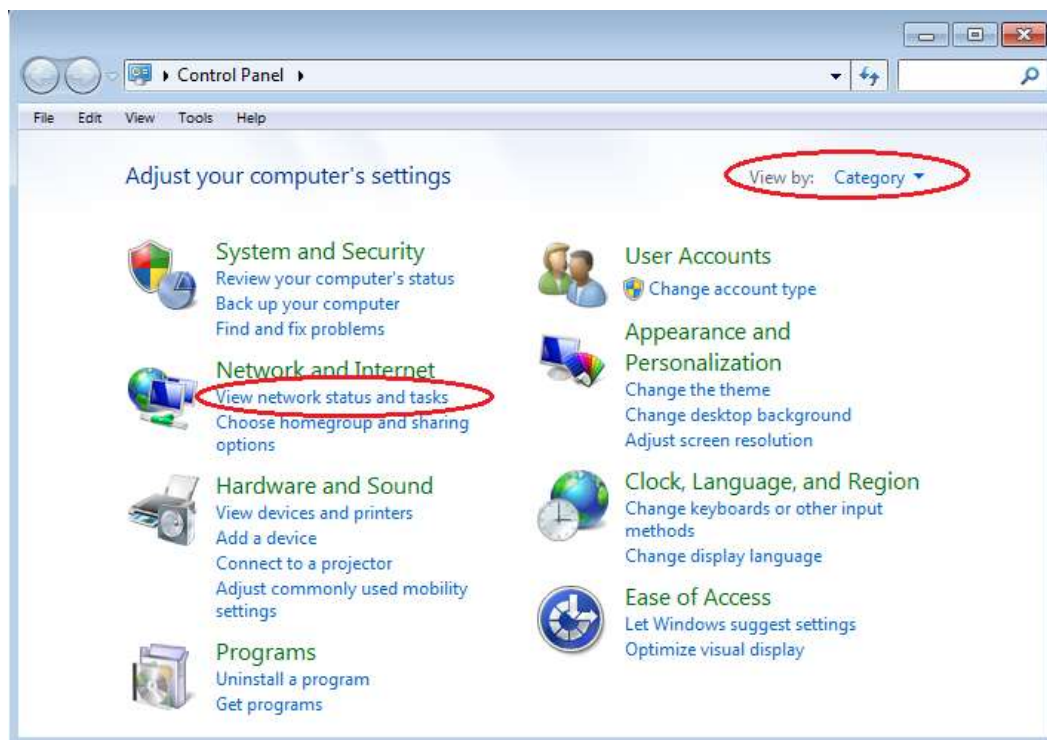 Control Panel
File Edit View Tools Help
Adjust your computer's settings
View by: Category
System and Security
Review your computer's status
Back up your computer
Find and fix problems
Network and Internet
View network status and tasks
Choose homegroup and sharing
options
Hardware and Sound
View devices and printers
Add a device
Connect to a projector
Adjust commonly used mobility
settings
Programs
Uninstall a program
Get programs
User Accounts
Change account type
Appearance and
Personalization
Change the theme
Change desktop background
Adjust screen resolution
Clock, Language, and Region
Change keyboards or other input
methods
Change display language
Ease of Access
Let Windows suggest settings
Optimize visual display